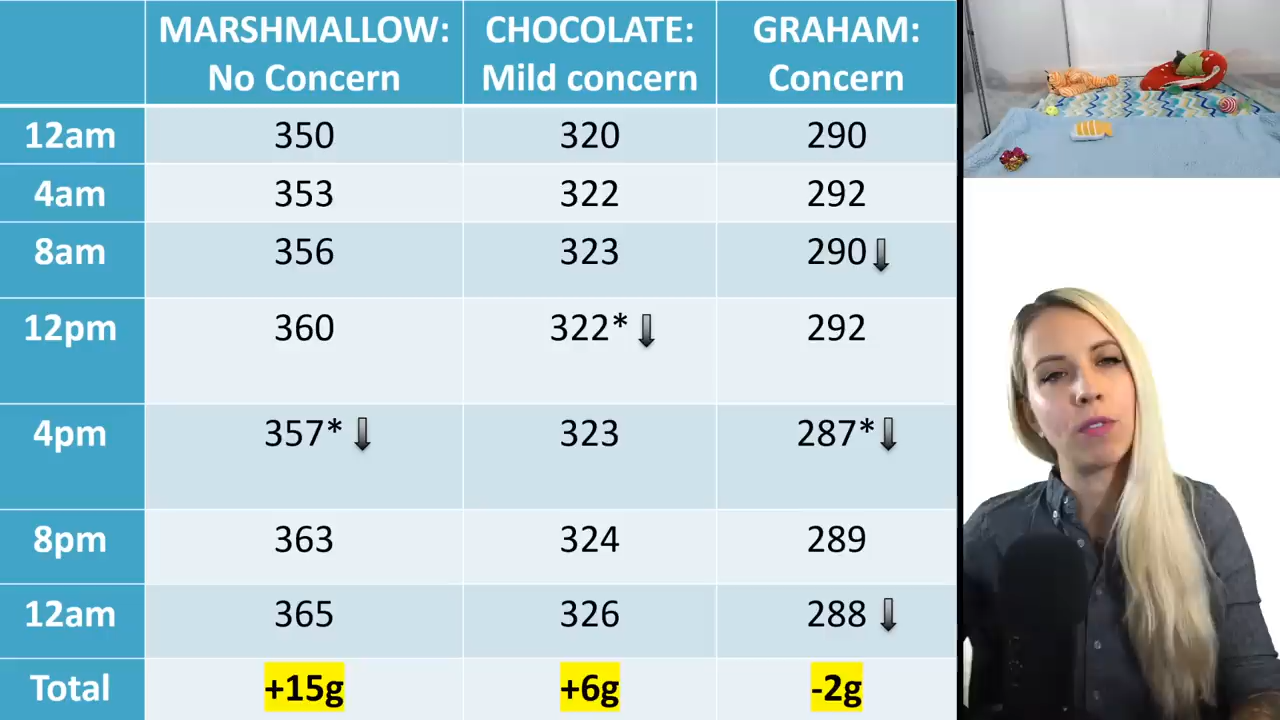 MARSHMALLOW: CHOCOLATE: GRAHAM:
No Concern Mild concern Concern
12am 350 320 290
4am 353 322 292
8am 356 323 290↓
12pm 360 322*↓ 292
4pm 357*↓ 323 287*↓
8pm 363 324 289
12am 365 326 288↓
Total +15g +6g -2g